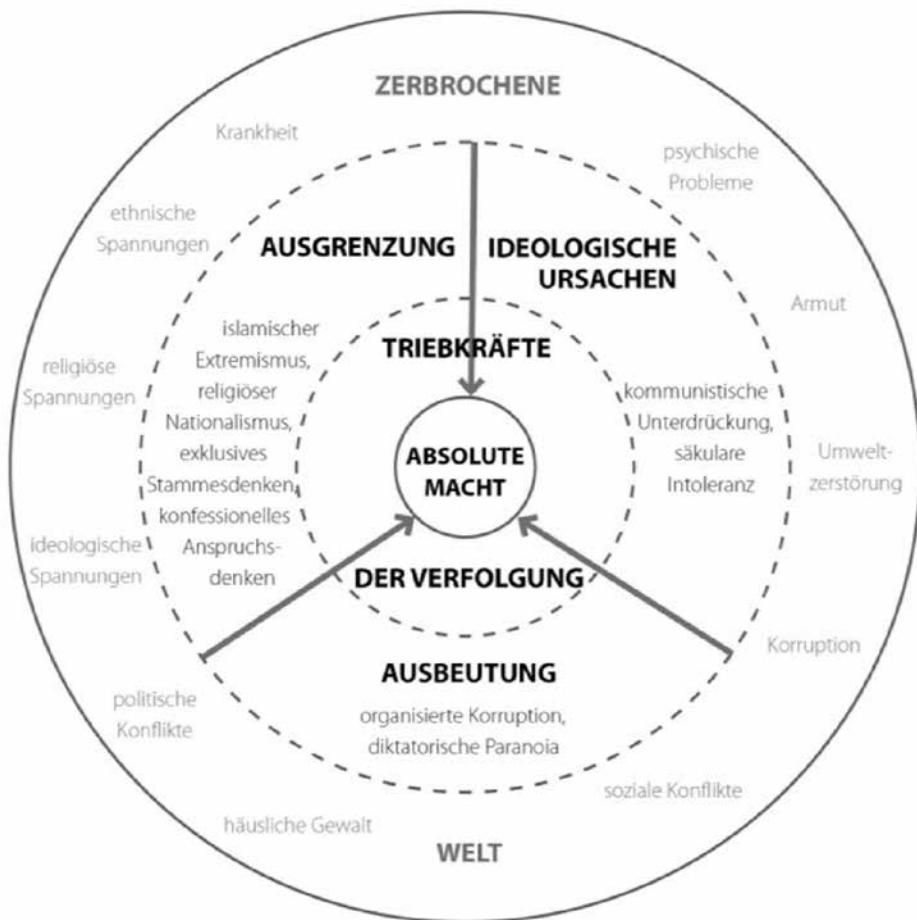 ZERBROCHENE
Krankheit
psychische
Probleme
ethnische
Spannungen
AUSGRENZUNG
IDEOLOGISCHE
URSACHEN
Armut
islamischer
Extremismus,
religiöser
Nationalismus,
exklusives
Stammesdenken,
konfessionelles
Anspruchs-
denken
TRIEBKRÄFTE
religiöse
Spannungen
kommunistische
Unterdrückung,
säkulare
Intoleranz
ABSOLUTE
MACHT
Umwelt-
zerstörung
ideologische
Spannungen
DER VERFOLGUNG
Korruption
AUSBEUTUNG
organisierte Korruption,
diktatorische Paranoia
politische
Konflikte
soziale Konflikte
häusliche Gewalt
WELT